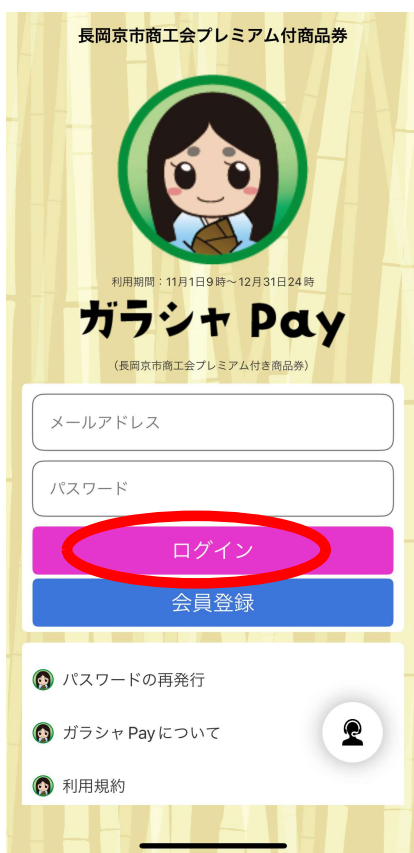 長岡京市商工会プレミアム付商品券
利用期間：11月1日9時～12月31日24時
ガラシャ Pay
（長岡京市商工会プレミアム付き商品券）
メールアドレス
パスワード
ログイン
会員登録
パスワードの再発行
ガラシャ Payについて
利用規約